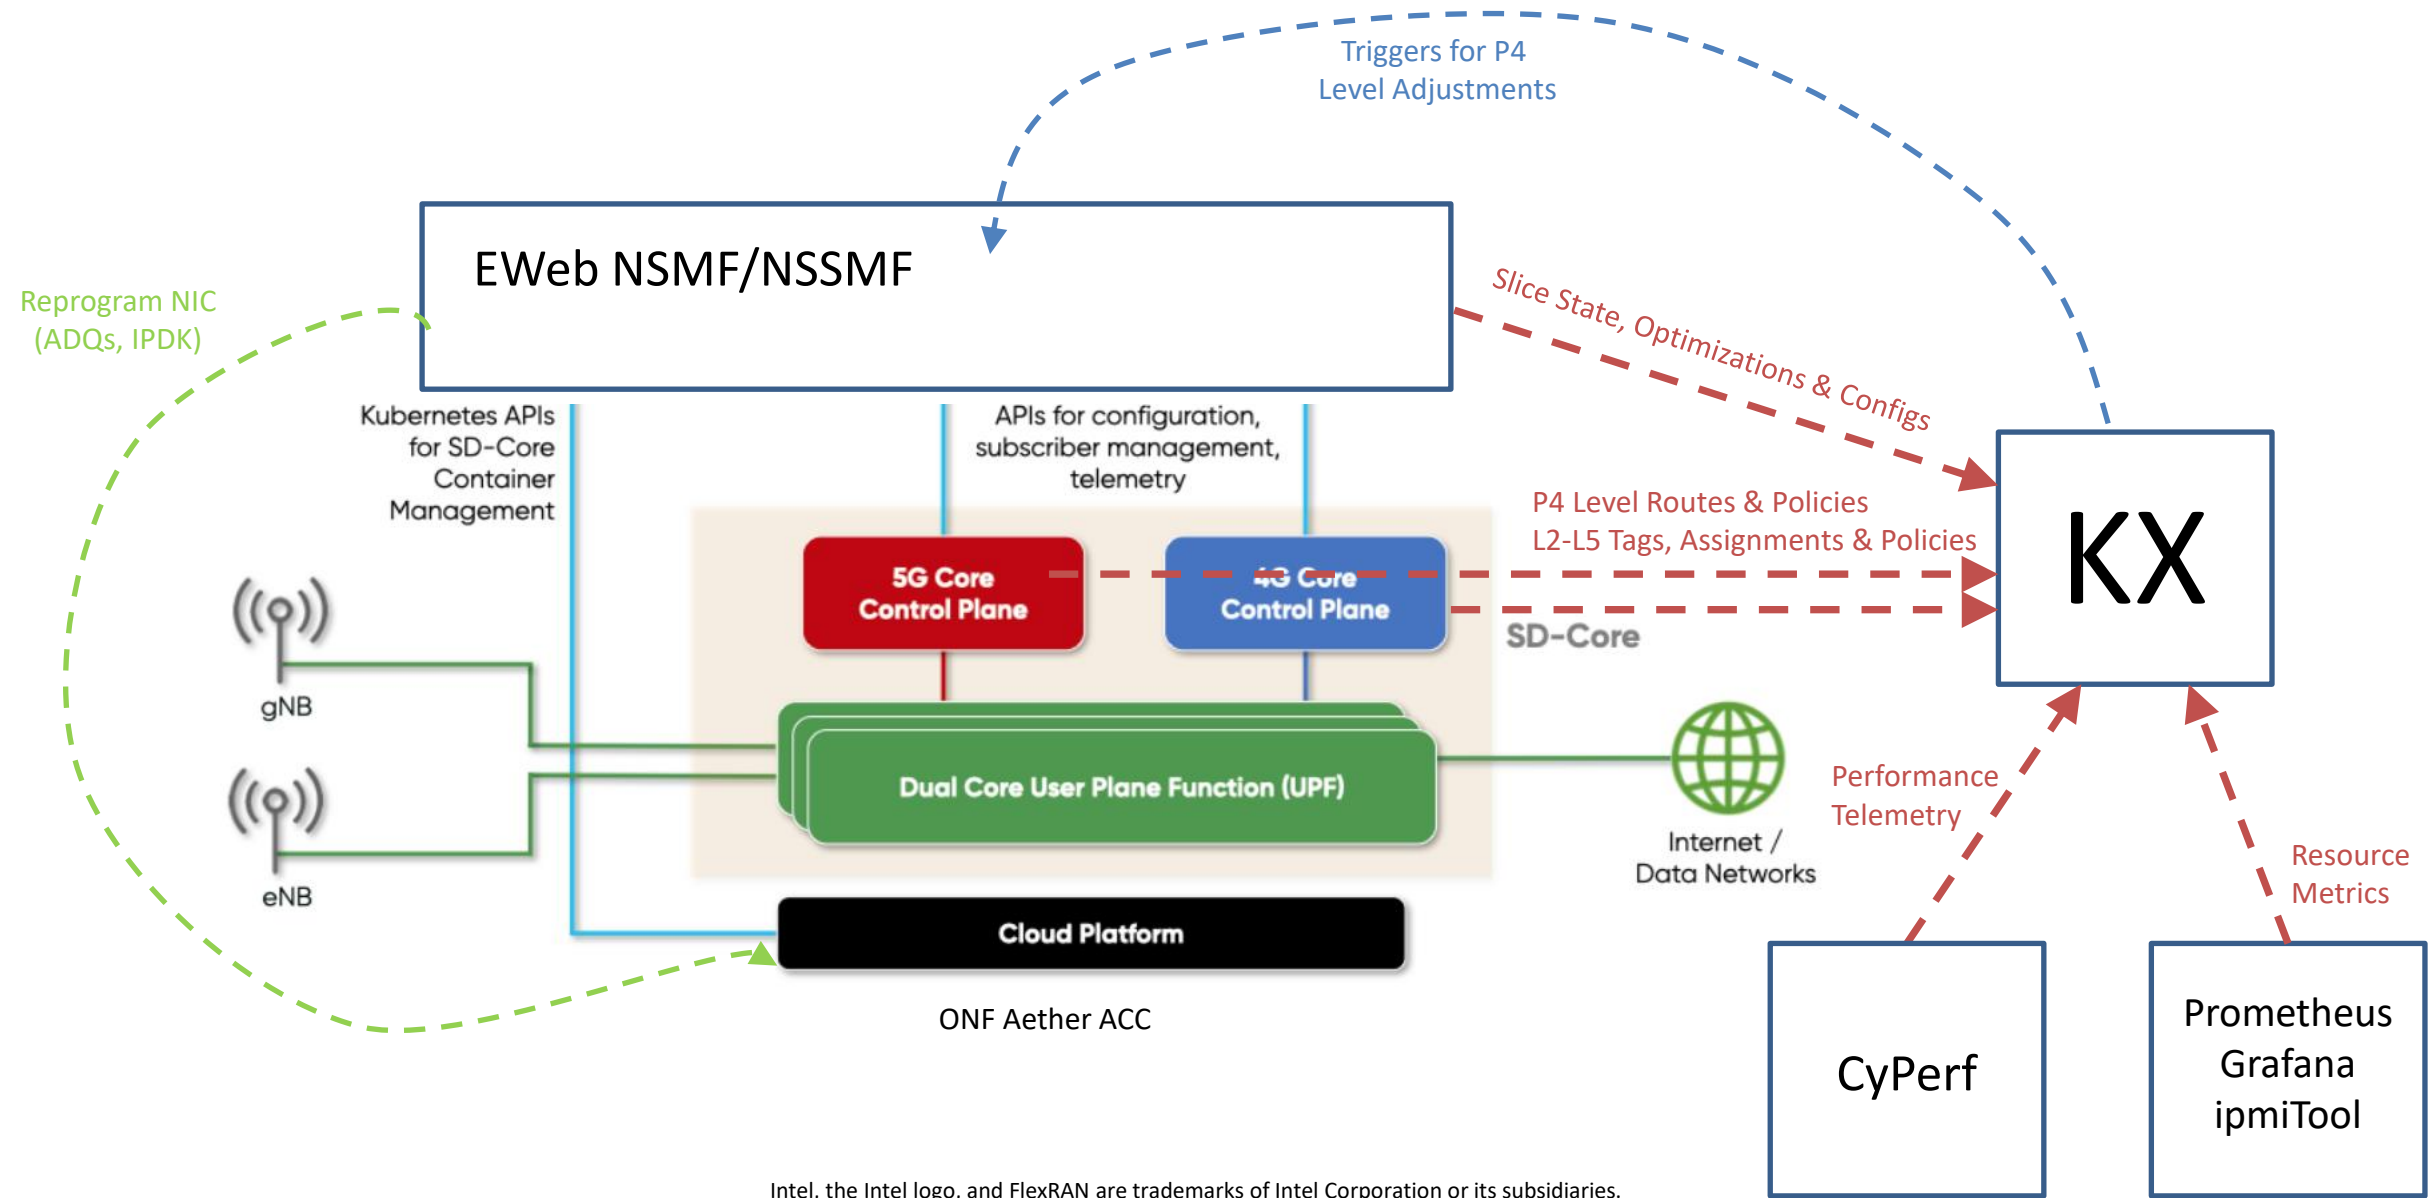 Triggers for P4
Level Adjustments
EWeb NSMF/NSSMF
Reprogram NIC
(ADQs, IPDK)
Slice State, Optimizations & Configs
Kubernetes APIs
for SD-Core
Container
Management
APIs for configuration,
subscriber management,
telemetry
P4 Level Routes & Policies
L2-L5 Tags, Assignments & Policies
KX
5G Core
Control Plane
4G Core
Control Plane
SD-Core
gNB
eNB
Dual Core User Plane Function (UPF)
Internet /
Data Networks
Performance
Telemetry
Resource
Metrics
Cloud Platform
ONF Aether ACC
CyPerf
Prometheus
Grafana
ipmiTool
Intel, the Intel logo, and FlexRAN are trademarks of Intel Corporation or its subsidiaries.